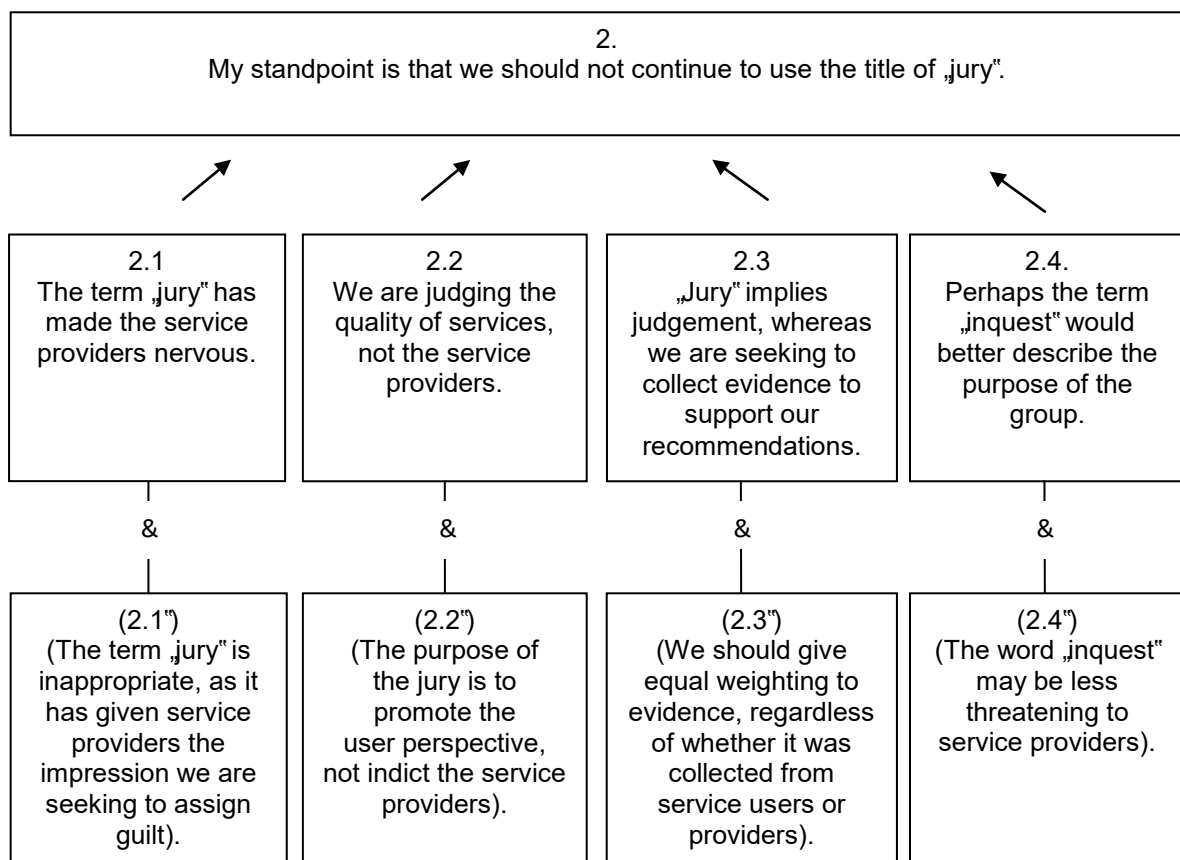 2.
My standpoint is that we should not continue to use the title of „jury‟.
2.1
The term „jury‟ has
made the service
providers nervous.
2.2
We are judging the
quality of services,
not the service
providers.
2.3
„Jury‟ implies
judgement, whereas
we are seeking to
collect evidence to
support our
recommendations.
2.4.
Perhaps the term
„inquest‟ would
better describe the
purpose of the
group.
&
&
&
&
(2.1‟)
(The term „jury‟ is
inappropriate, as it
has given service
providers the
impression we are
seeking to assign
guilt).
(2.2‟)
(The purpose of
the jury is to
promote the
user perspective,
not indict the service
providers).
(2.3‟)
(We should give
equal weighting to
evidence, regardless
of whether it was
collected from
service users or
providers).
(2.4‟)
(The word „inquest‟
may be less
threatening to
service providers).